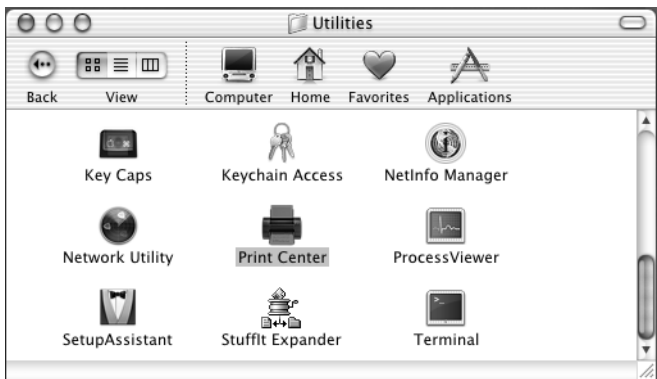 Utilities
Back View Computer Home Favorites Applications
Key Caps Keychain Access NetInfo Manager
Network Utility Print Center ProcessViewer
SetupAssistant StuffIt Expander Terminal